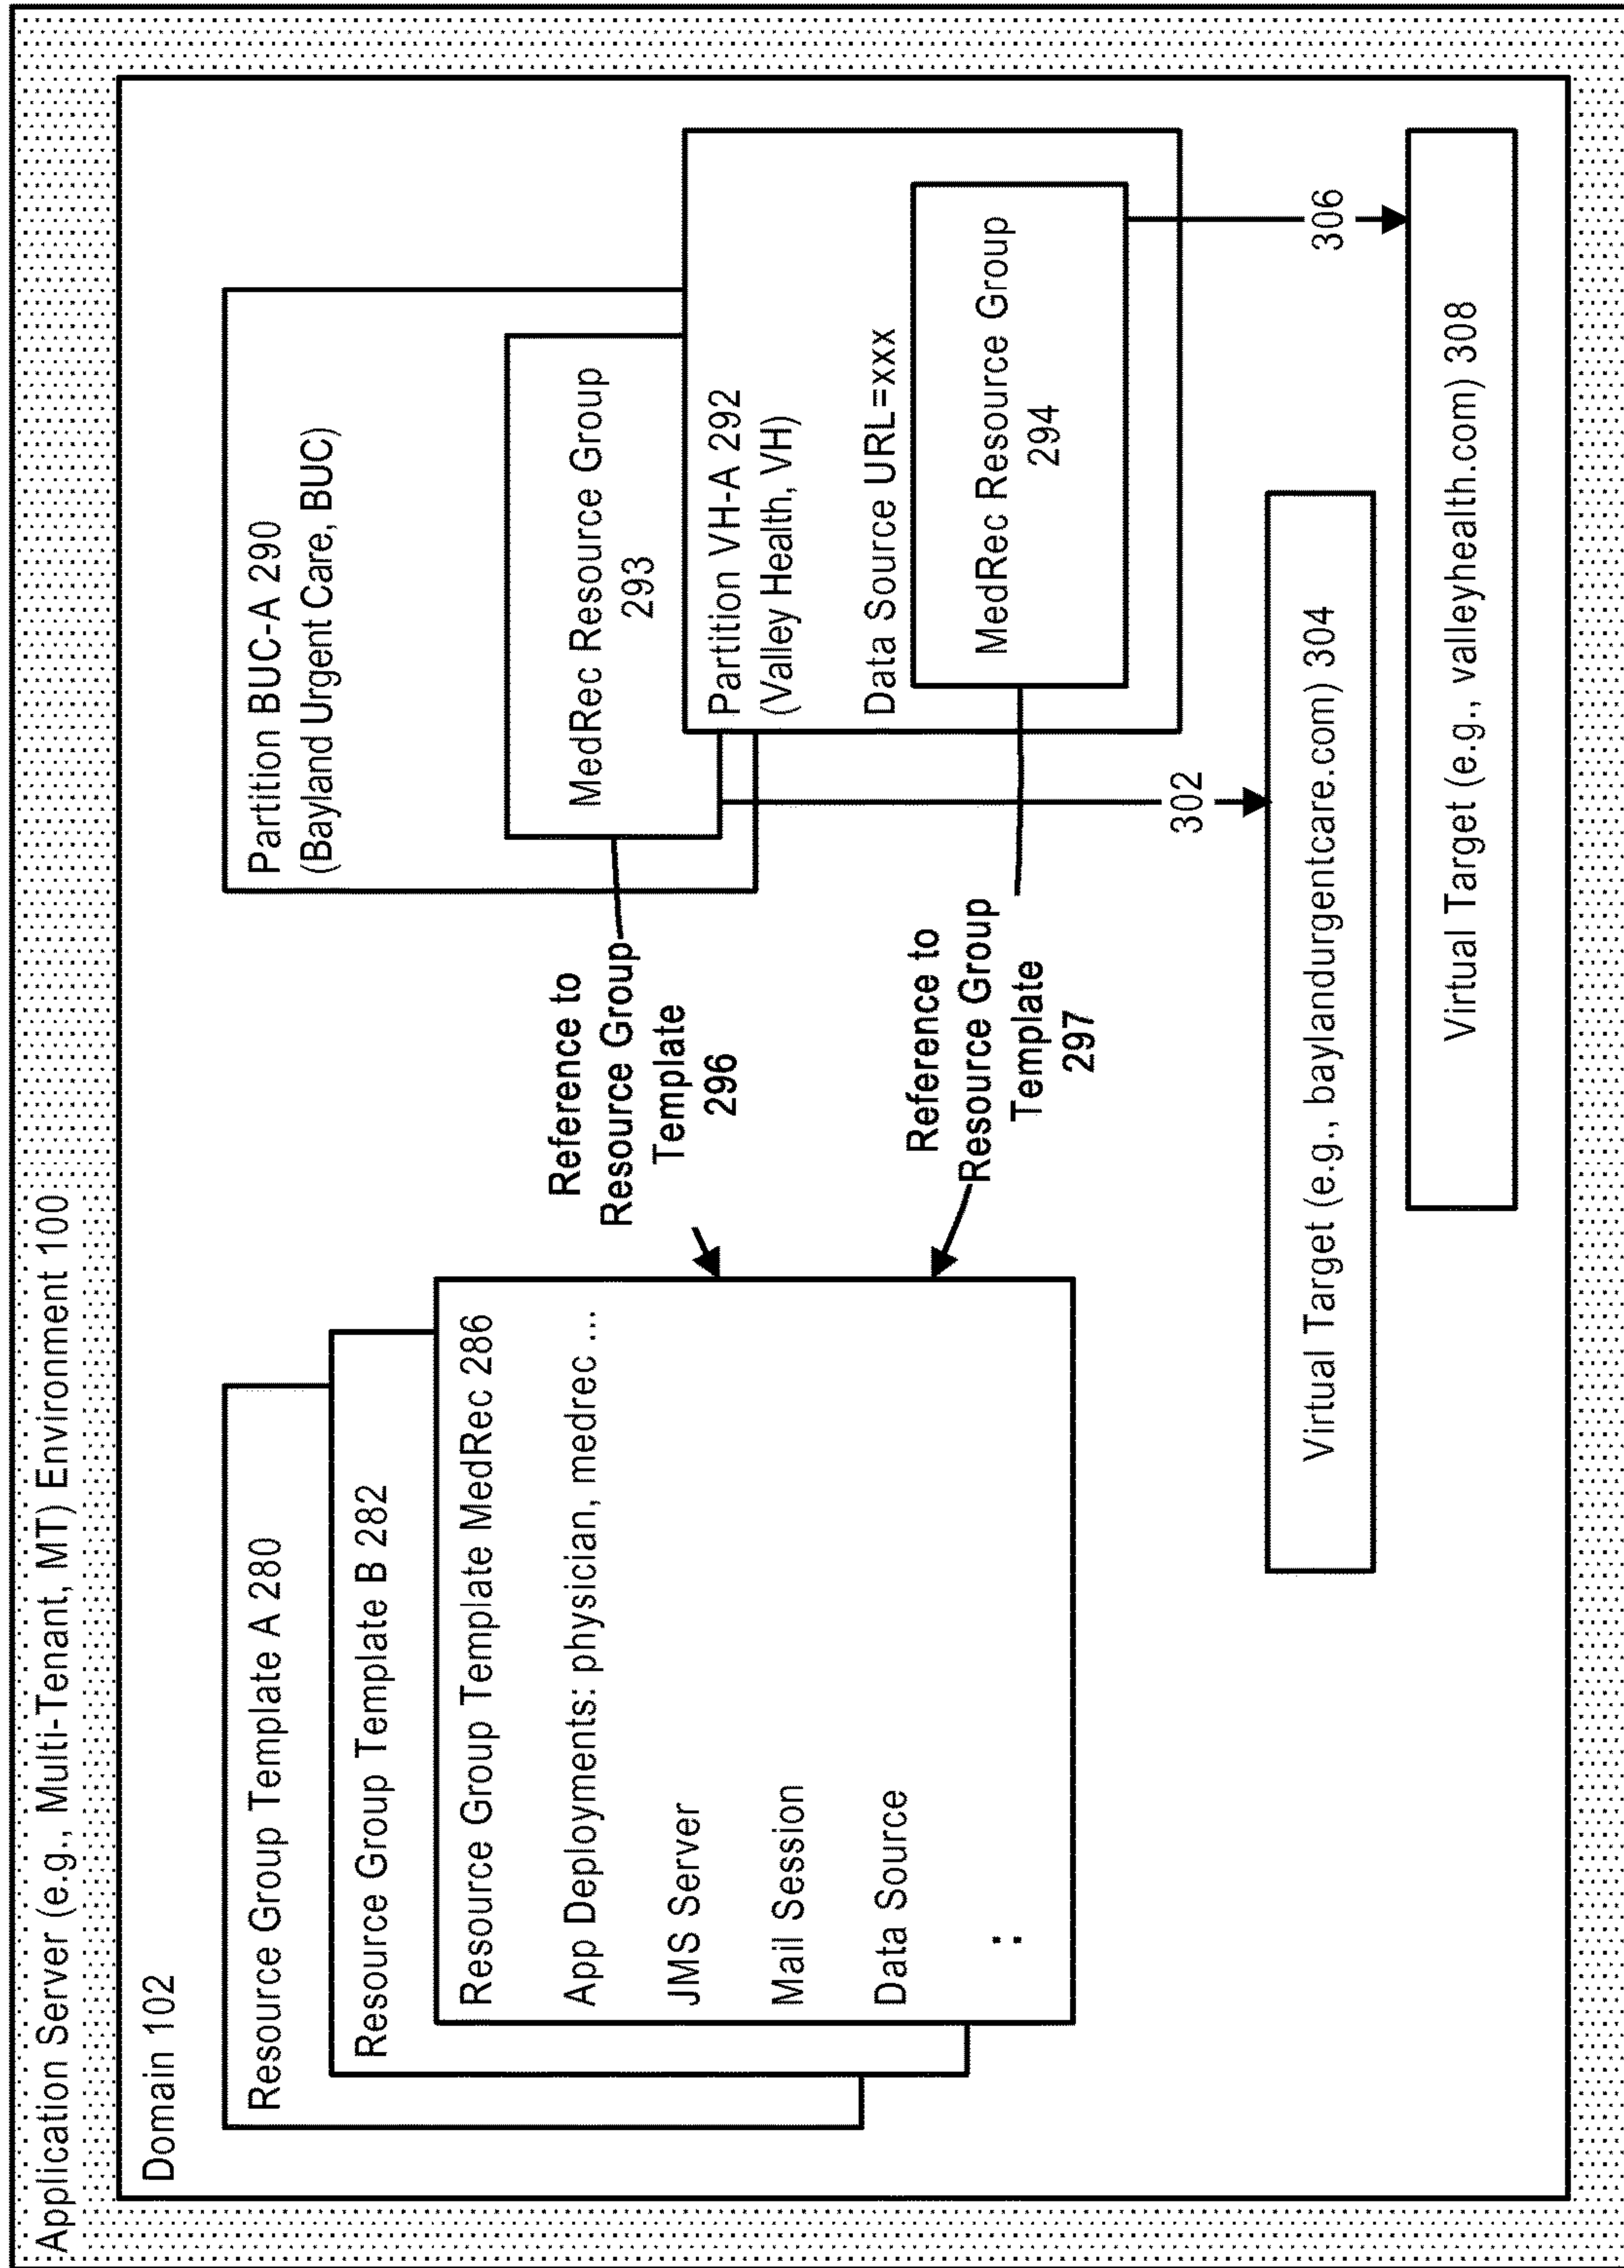 Application Server (e.g., Multi-Tenant, MT) Environment 100
Domain 102
Resource Group Template A 280
Resource Group Template B 282
Resource Group Template MedRec 286
App Deployments: physician, medrec ...
JMS Server
Mail Session
Data Source
:
Reference to
Resource Group
Template
296
Reference to
Resource Group
Template
297
Partition BUC-A 290
(Bayland Urgent Care, BUC)
MedRec Resource Group
293
Partition VH-A 292
(Valley Health, VH)
Data Source URL=xxx
MedRec Resource Group
294
302
306
Virtual Target (e.g., baylandurgentcare.com) 304
Virtual Target (e.g., valleyhealth.com) 308